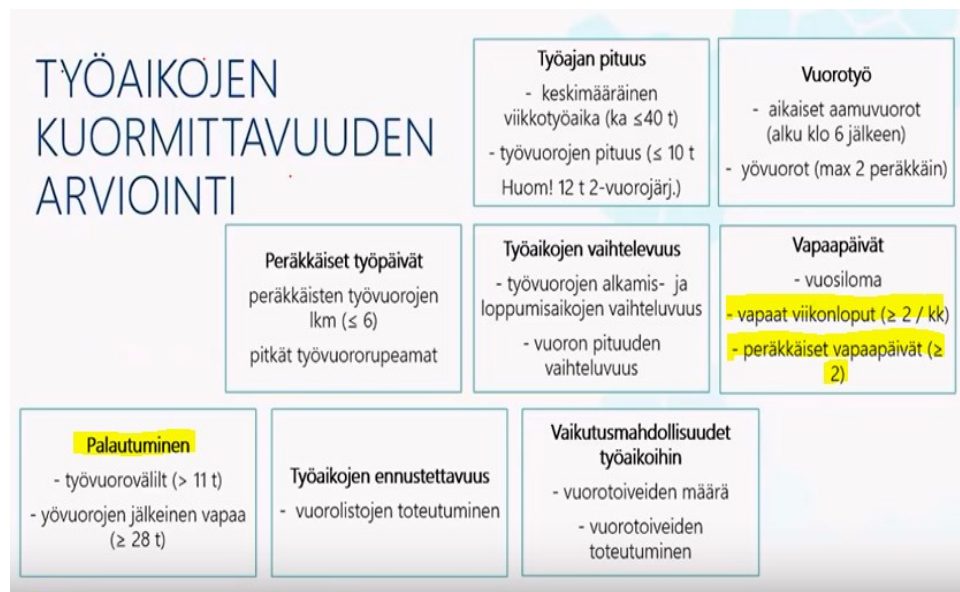 TYÖAIKOJEN
KUORMITTAVUUDEN
ARVIOINTI
Työajan pituus
- keskimääräinen
viikkotyöaika (ka ≤40 t)
- työvuorojen pituus (≤ 10 t
Huom! 12 t 2-vuorojärj.)
Vuorotyö
- aikaiset aamuvuorot
(alku klo 6 jälkeen)
- yövuorot (max 2 peräkkäin)
Peräkkäiset työpäivät
peräkkäisten työvuorojen
lkm (≤ 6)
pitkät työvuororupeamat
Työaikojen vaihtelevuus
- työvuorojen alkamis- ja
loppumisaikojen vaihteluvuus
- vuoron pituuden
vaihteluvuus
Vapaapäivät
- vuosiloma
- vapaat viikonloput (≥ 2 / kk)
- peräkkäiset vapaapäivät (≥
2)
Palautuminen
- työvuorovälit (> 11 t)
- yövuorojen jälkeinen vapaa
(≥ 28 t)
Työaikojen ennustettavuus
- vuorolistojen toteutuminen
Vaikutusmahdollisuudet
työaikoihin
- vuorotoiveiden määrä
- vuorotoiveiden
toteutuminen